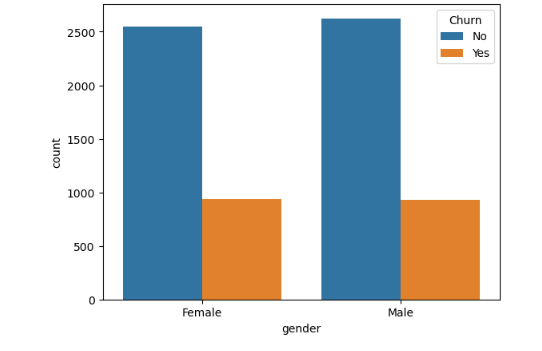 Churn
No
Yes
2500
2000
1500
1000
500
0
count
Female Male
gender